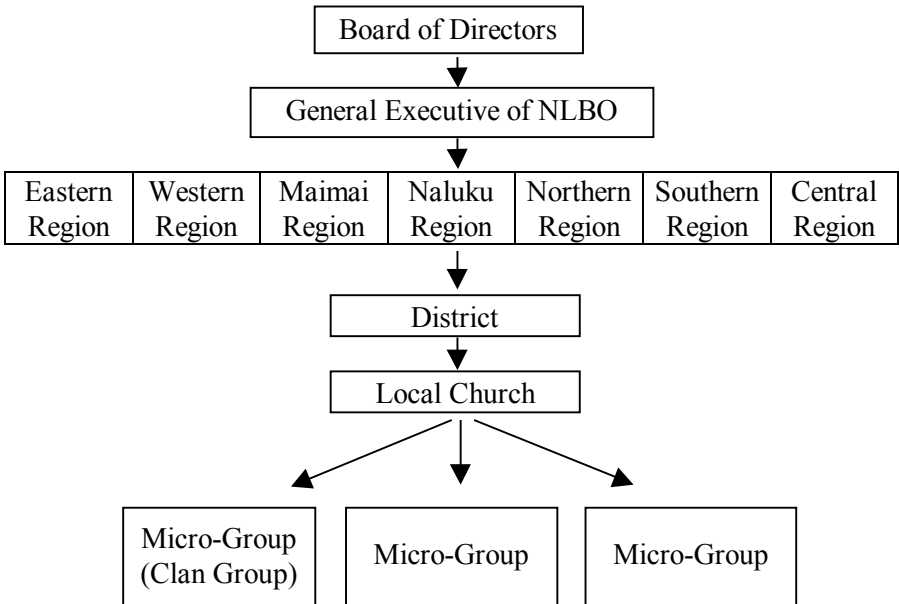 Board of Directors
General Executive of NLBO
Eastern Region
Western Region
Maimai Region
Naluku Region
Northern Region
Southern Region
Central Region
District
Local Church
Micro-Group
(Clan Group)
Micro-Group
Micro-Group